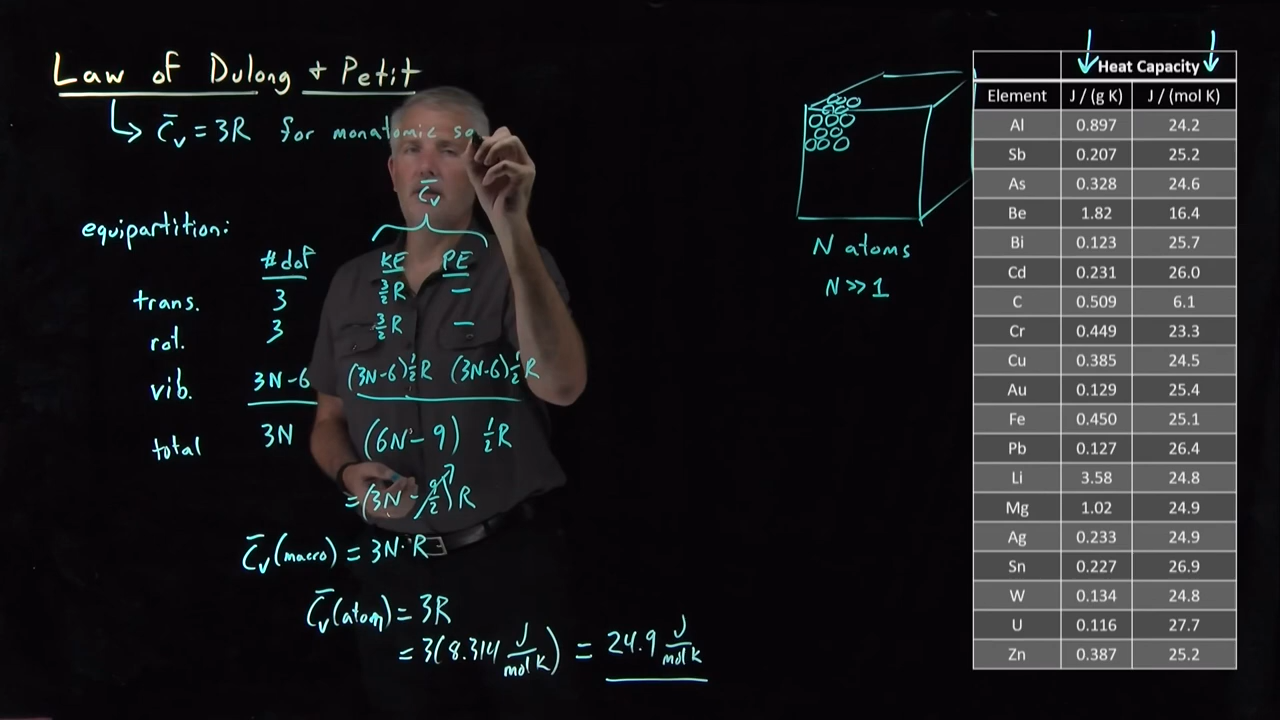 Law of Dulong + Petit
C̄v = 3R for monatomic so
C̄v
equipartition:
# dof KE PE
trans. 3 3/2 R —
rot. 3 3/2 R —
vib. 3N-6 (3N-6) 1/2 R (3N-6) 1/2 R
total 3N (6N-9) 1/2 R
= (3N - 9/2) R
C̄v (macro) = 3N·R
C̄v (atom) = 3R
= 3(8.314 J/mol K) = 24.9 J/mol K
N atoms
N >> 1
Heat Capacity
Element J / (g K) J / (mol K)
Al 0.897 24.2
Sb 0.207 25.2
As 0.328 24.6
Be 1.82 16.4
Bi 0.123 25.7
Cd 0.231 26.0
C 0.509 6.1
Cr 0.449 23.3
Cu 0.385 24.5
Au 0.129 25.4
Fe 0.450 25.1
Pb 0.127 26.4
Li 3.58 24.8
Mg 1.02 24.9
Ag 0.233 24.9
Sn 0.227 26.9
W 0.134 24.8
U 0.116 27.7
Zn 0.387 25.2